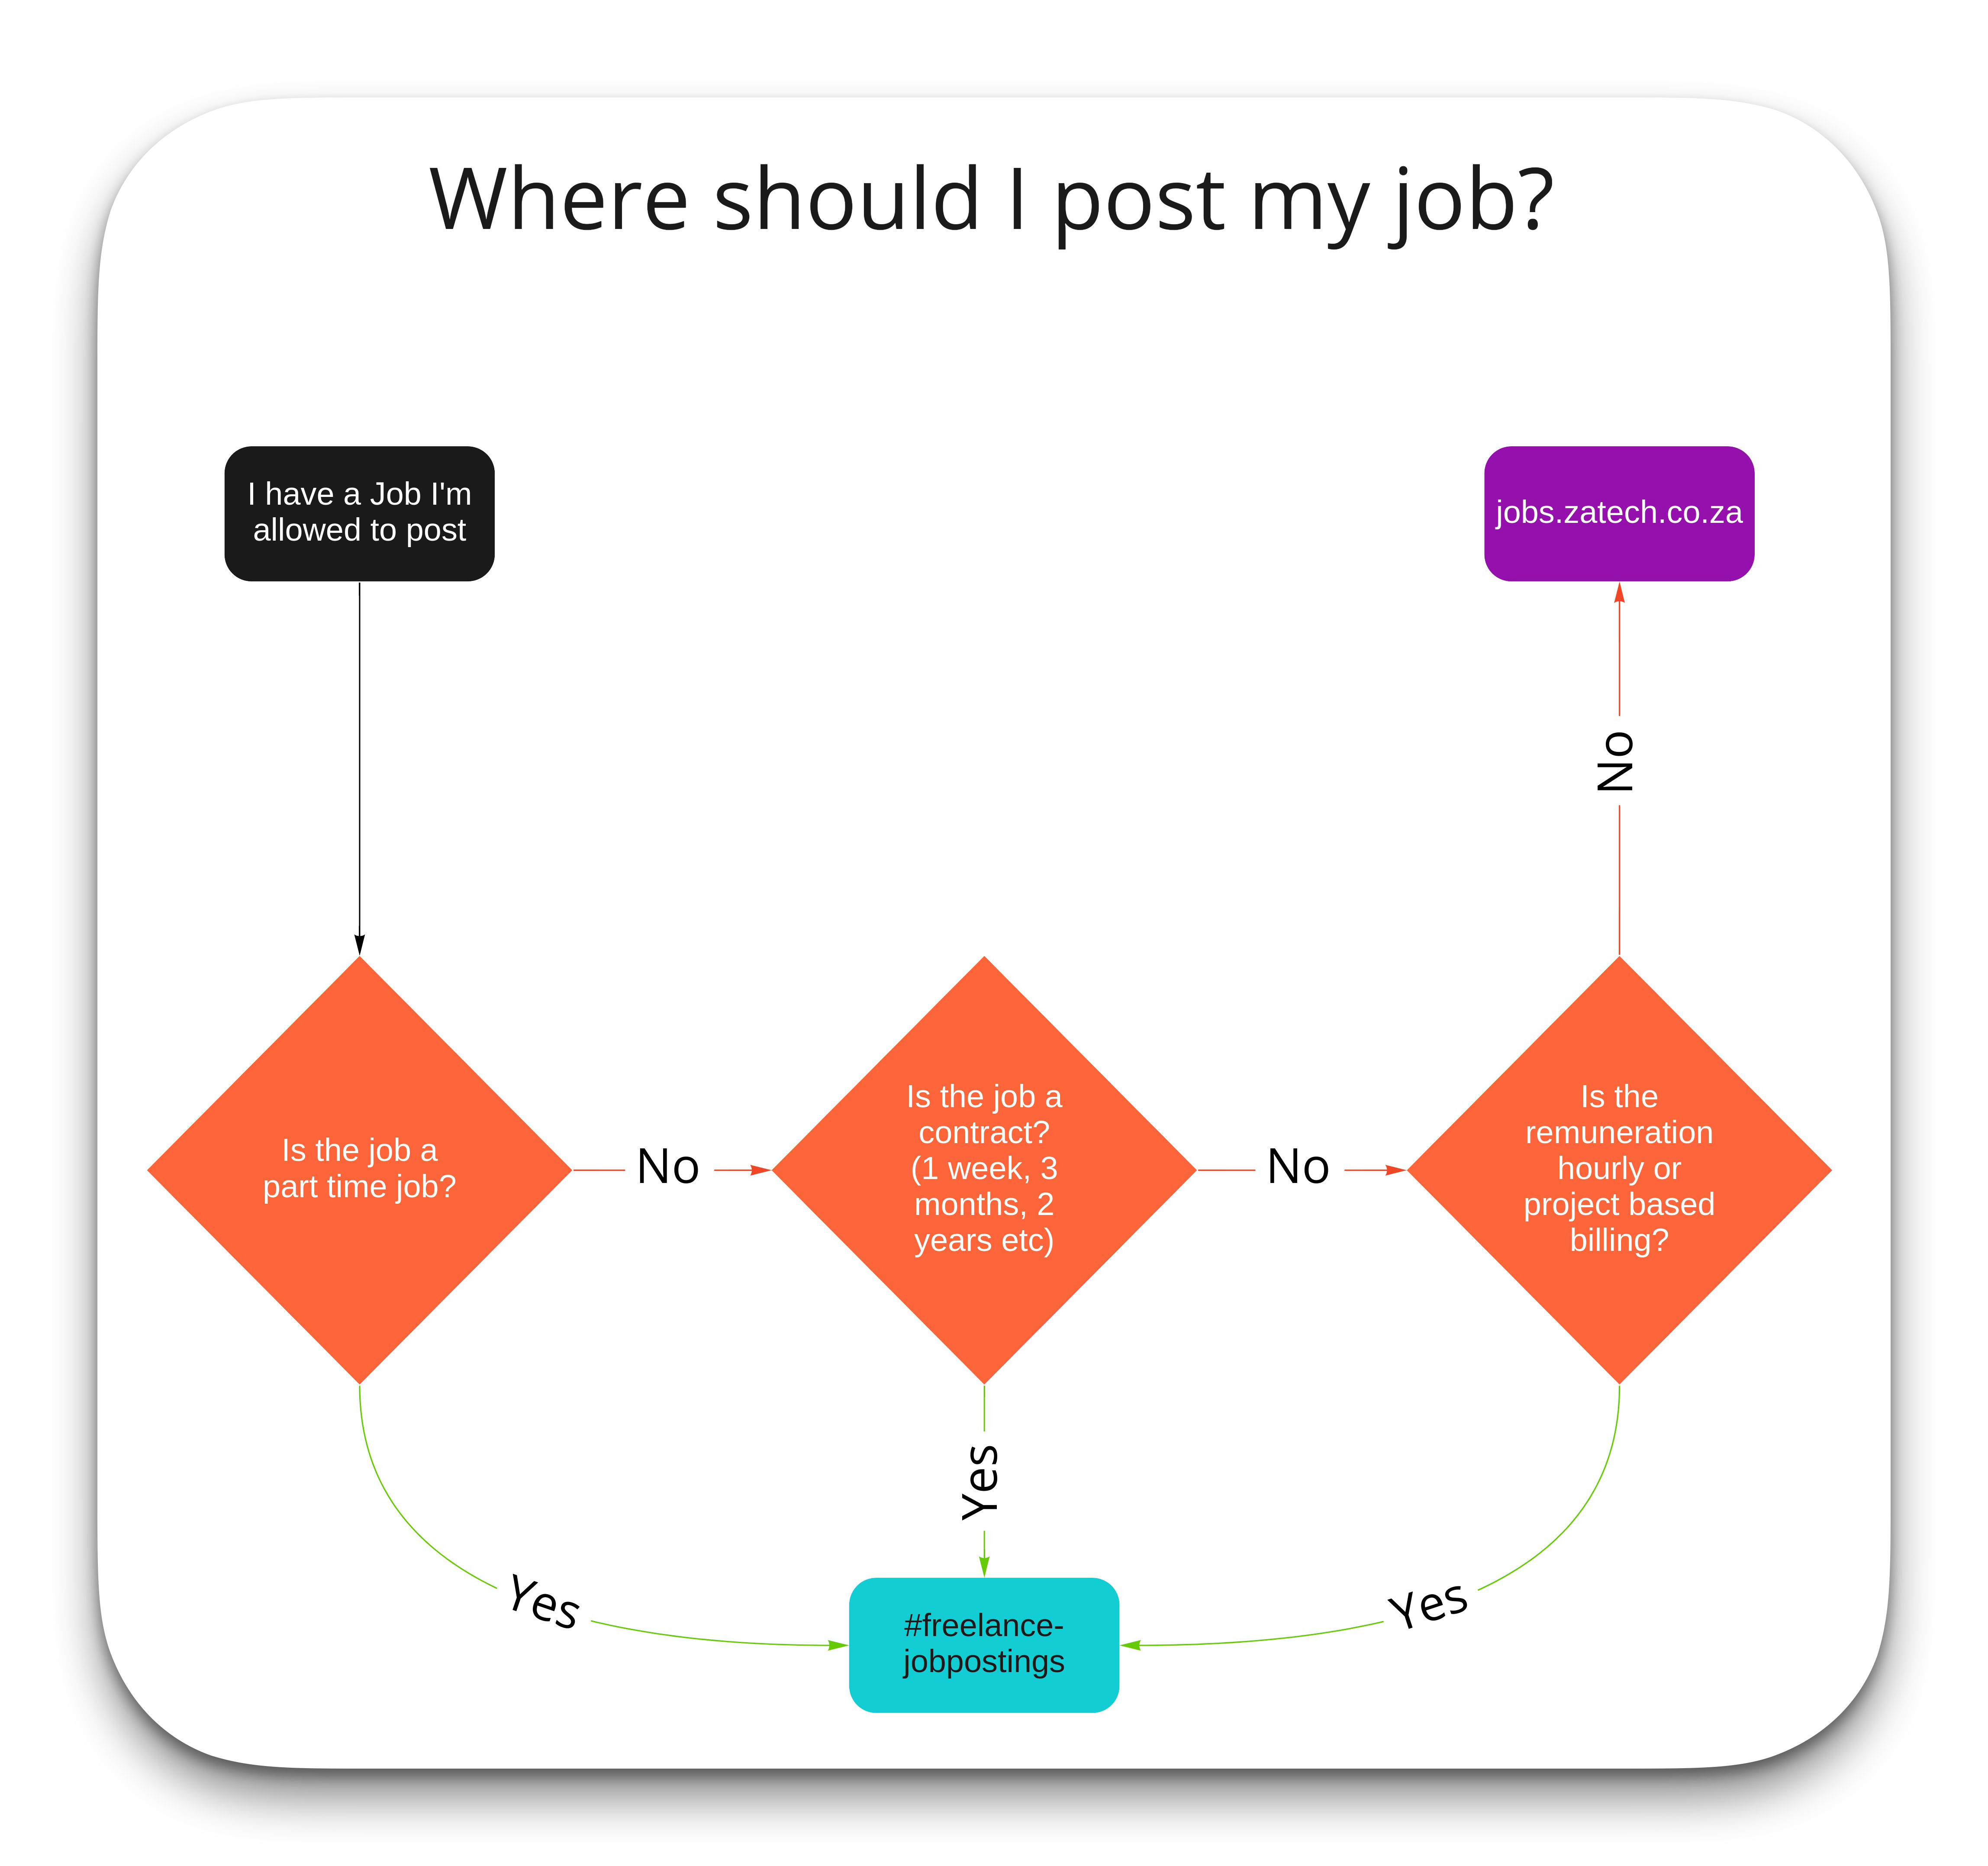 Where should I post my job?
I have a Job I'm
allowed to post
jobs.zatech.co.za
No
Is the job a
part time job?
No
Is the job a
contract?
(1 week, 3
months, 2
years etc)
No
Is the
remuneration
hourly or
project based
billing?
Yes
Yes
Yes
#freelance-
jobpostings